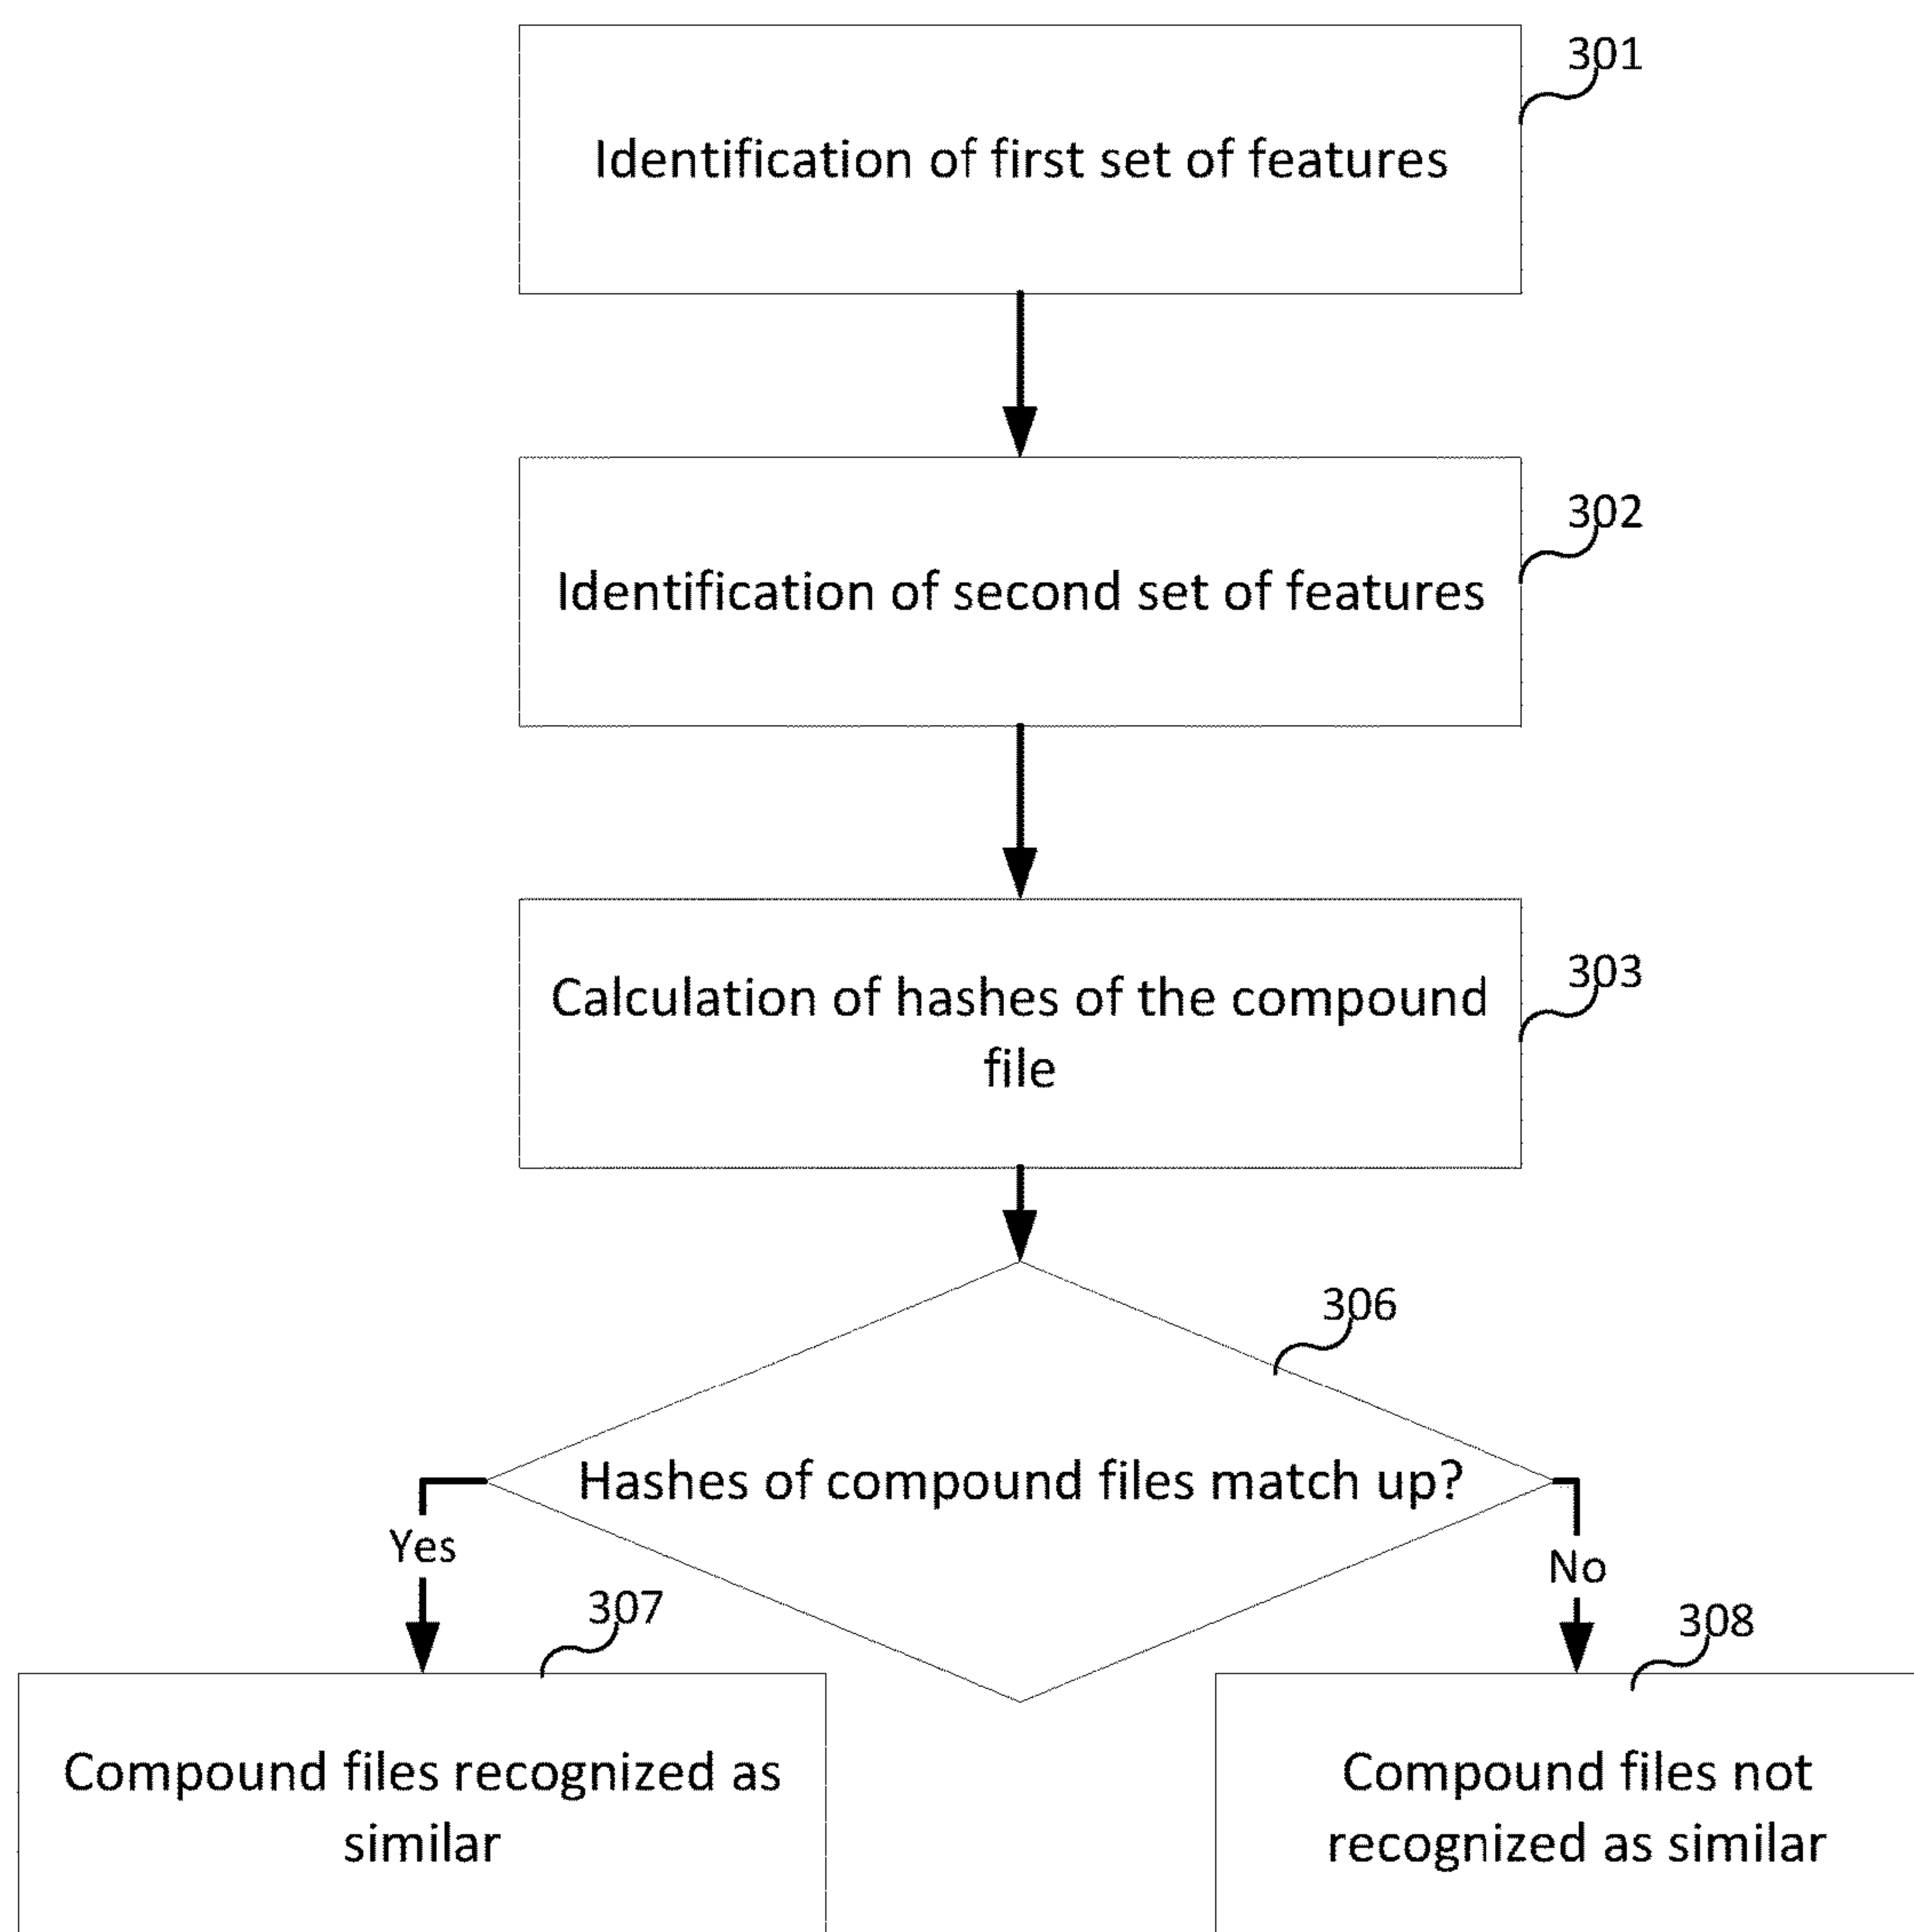 301
Identification of first set of features
302
Identification of second set of features
303
Calculation of hashes of the compound
file
306
Hashes of compound files match up?
Yes
No
307
308
Compound files recognized as
similar
Compound files not
recognized as similar